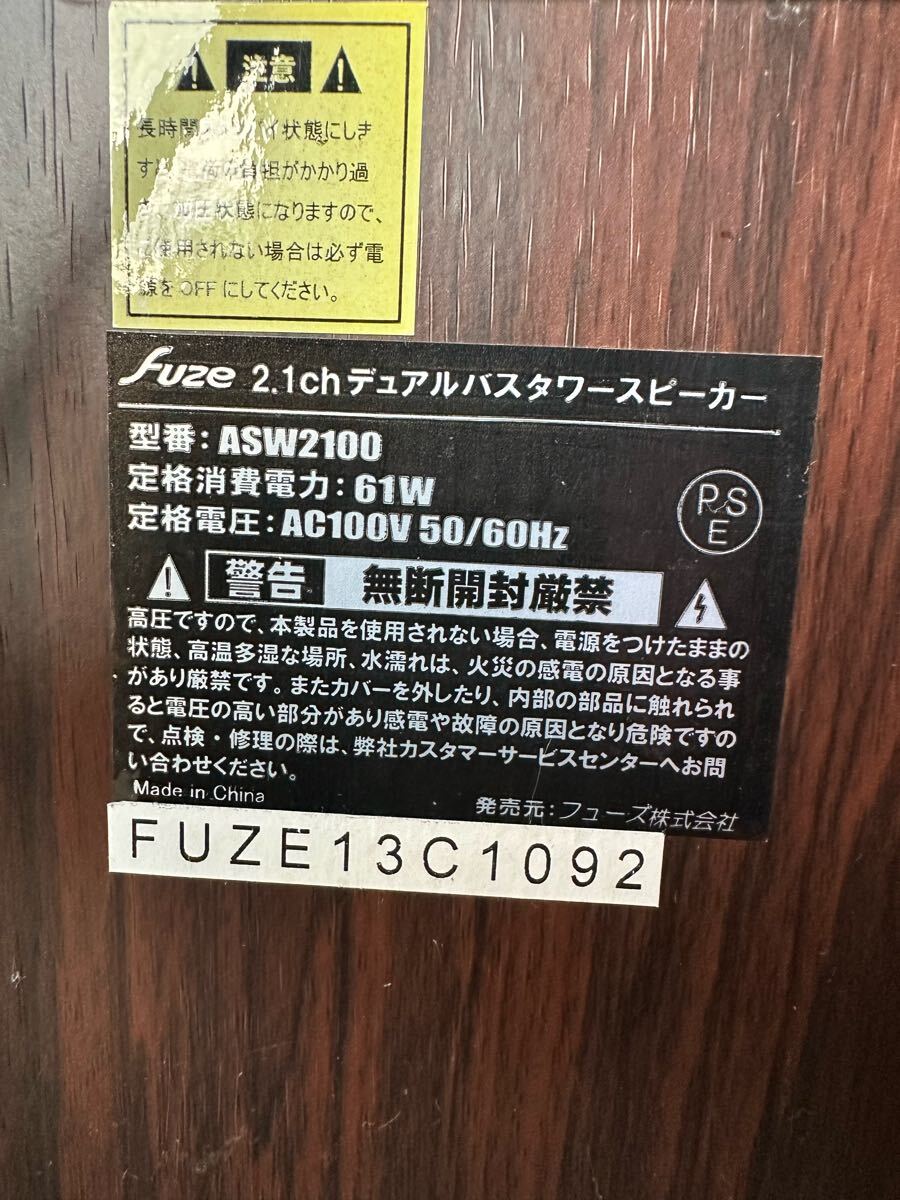 注意
長時間スタンバイ状態にしま
すと、負荷の負担がかかり過
ぎ、加圧状態になりますので、
ご使用されない場合は必ず電
源をOFFにしてください。
fuze 2.1chデュアルバスタワースピーカー
型番：ASW2100
定格消費電力：61W
定格電圧：AC100V 50/60Hz
PSE
警告 無断開封厳禁
高圧ですので、本製品を使用されない場合、電源をつけたままの
状態、高温多湿な場所、水濡れは、火災の感電の原因となる事
があり厳禁です。またカバーを外したり、内部の部品に触れられ
ると電圧の高い部分があり感電や故障の原因となり危険ですの
で、点検・修理の際は、弊社カスタマーサービスセンターへお問
い合わせください。
Made in China
発売元：フューズ株式会社
FUZE13C1092